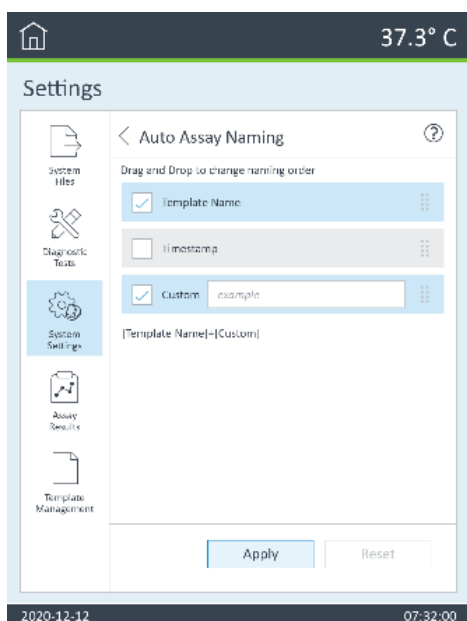 37.3° C
Settings
System
Files
Diagnostic
Tests
System
Settings
Assay
Results
Template
Management
Auto Assay Naming
?
Drag and Drop to change naming order
Template Name
Timestamp
Custom example
[Template Name]–[Custom]
Apply Reset
2020-12-12 07:32:00